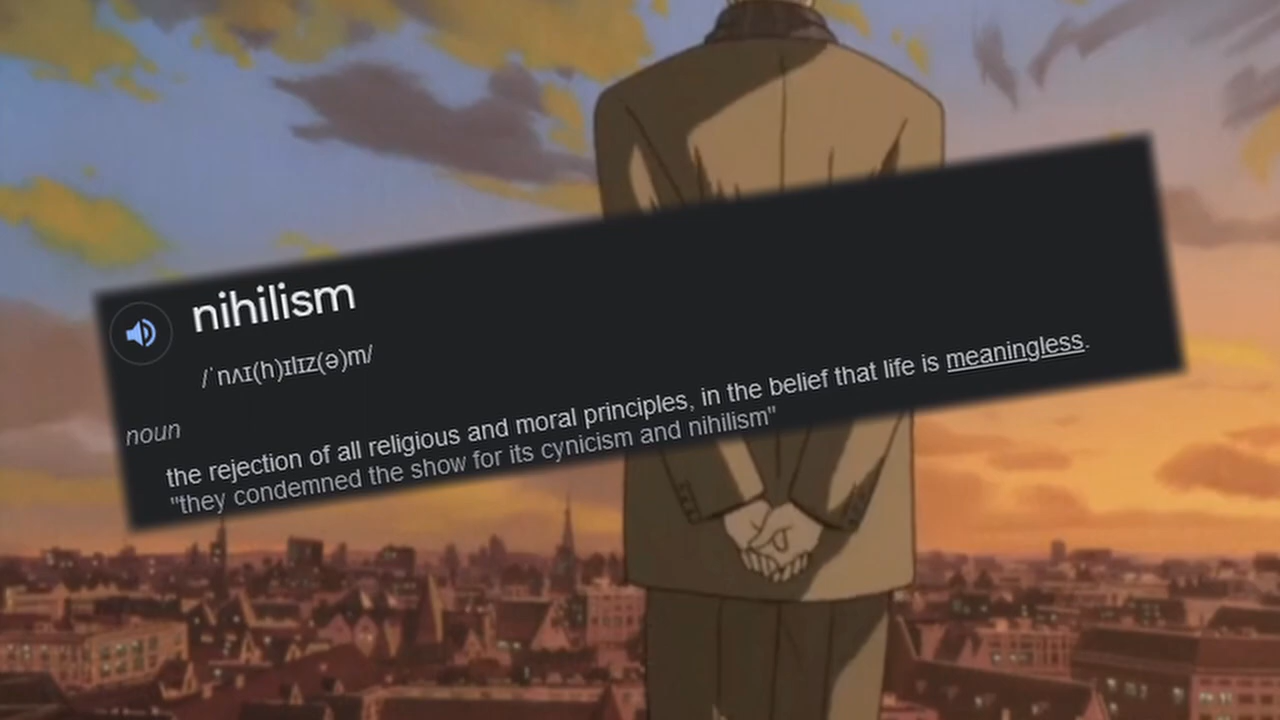 nihilism
/ˈnʌɪ(h)ɪlɪz(ə)m/
noun
the rejection of all religious and moral principles, in the belief that life is meaningless.
"they condemned the show for its cynicism and nihilism"